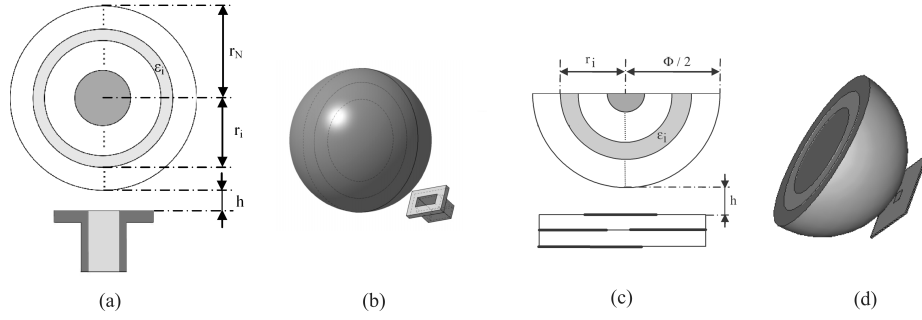 r_N
ε_i
r_i
h
(a)
(b)
r_i
Φ / 2
ε_i
h
(c)
(d)